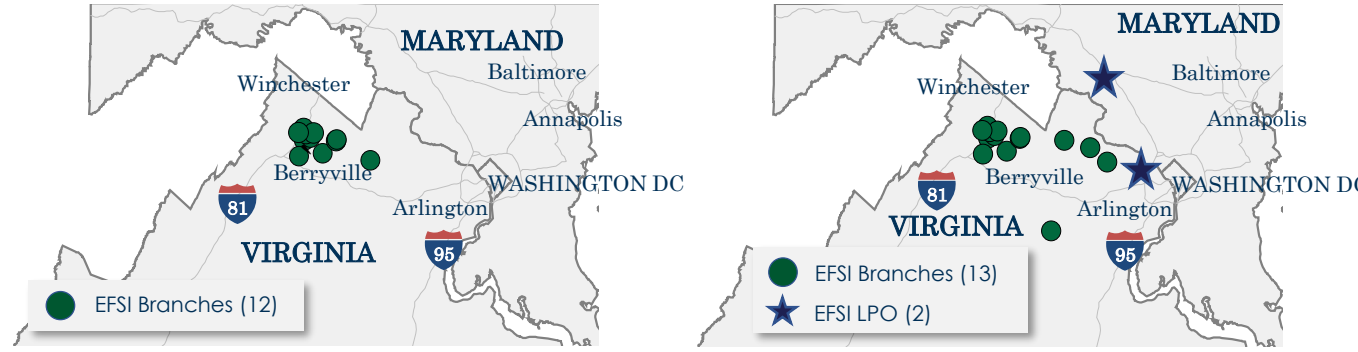 MARYLAND
Baltimore
Winchester
Annapolis
Berryville
WASHINGTON DC
81
Arlington
VIRGINIA
95
EFSI Branches (12)
MARYLAND
Baltimore
Winchester
Annapolis
Berryville
WASHINGTON DC
81
Arlington
VIRGINIA
95
EFSI Branches (13)
EFSI LPO (2)